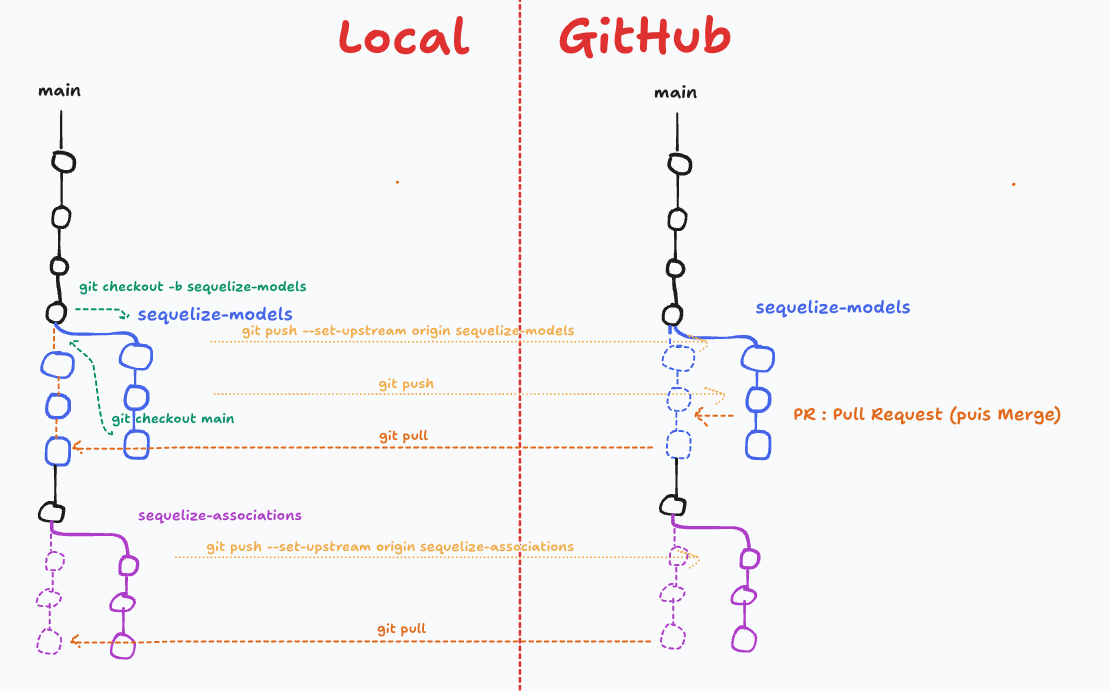 Local
GitHub
main
main
git checkout -b sequelize-models
sequelize-models
sequelize-models
git push --set-upstream origin sequelize-models
git push
git checkout main
PR : Pull Request (puis Merge)
git pull
sequelize-associations
git push --set-upstream origin sequelize-associations
git pull